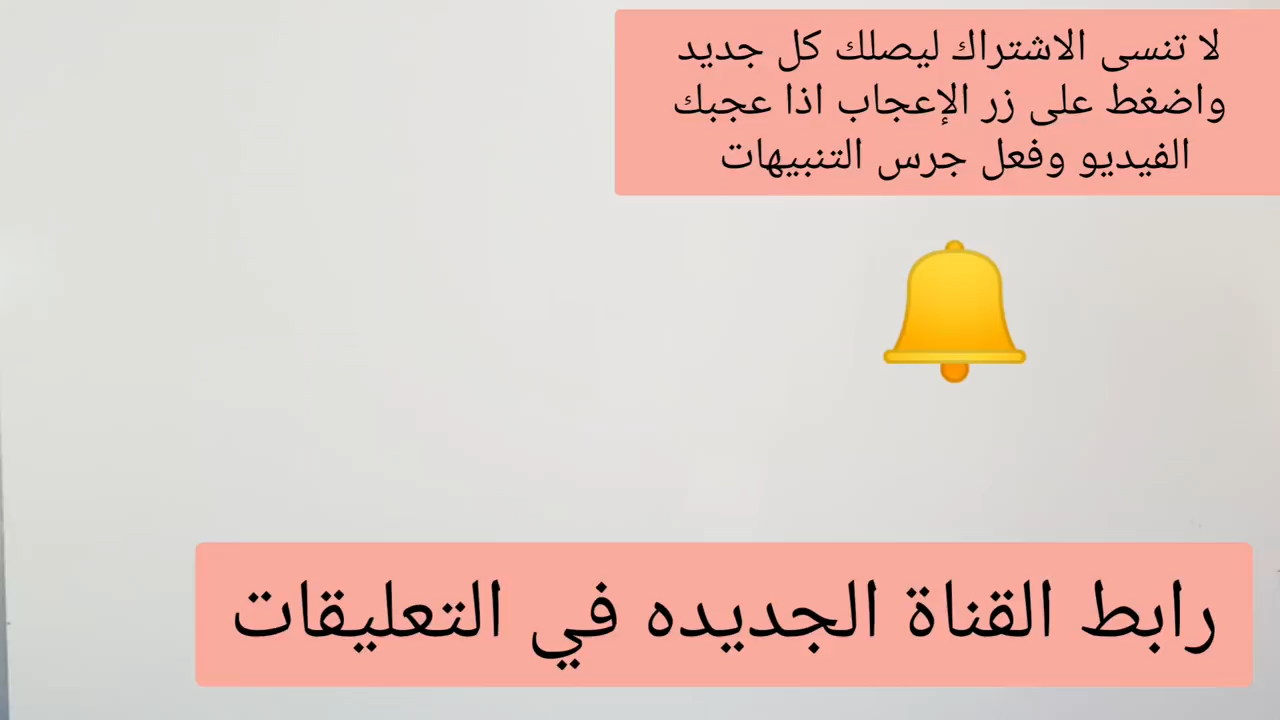 لا تنسى الاشتراك ليصلك كل جديد
واضغط على زر الإعجاب اذا عجبك
الفيديو وفعل جرس التنبيهات
رابط القناة الجديده في التعليقات